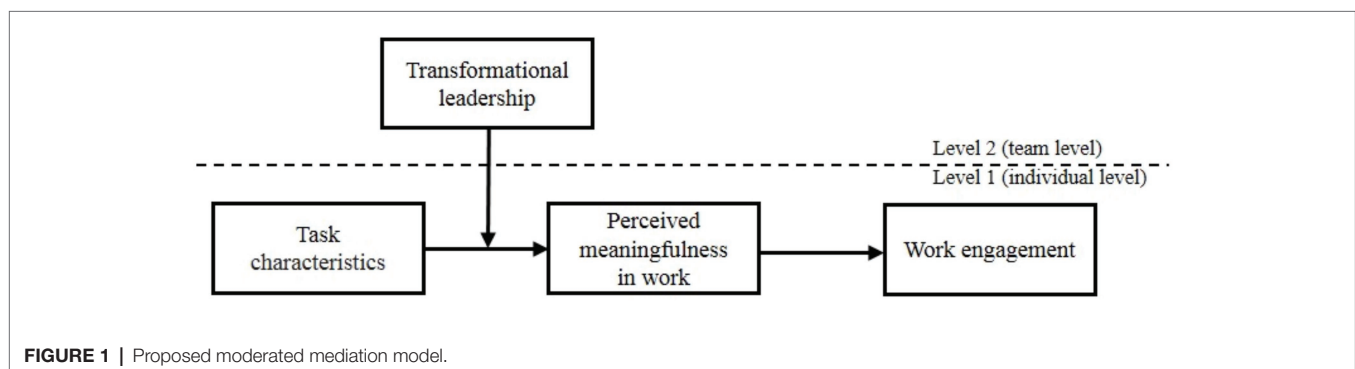 Transformational
leadership
Level 2 (team level)
Level 1 (individual level)
Task
characteristics
Perceived
meaningfulness
in work
Work engagement
FIGURE 1 | Proposed moderated mediation model.